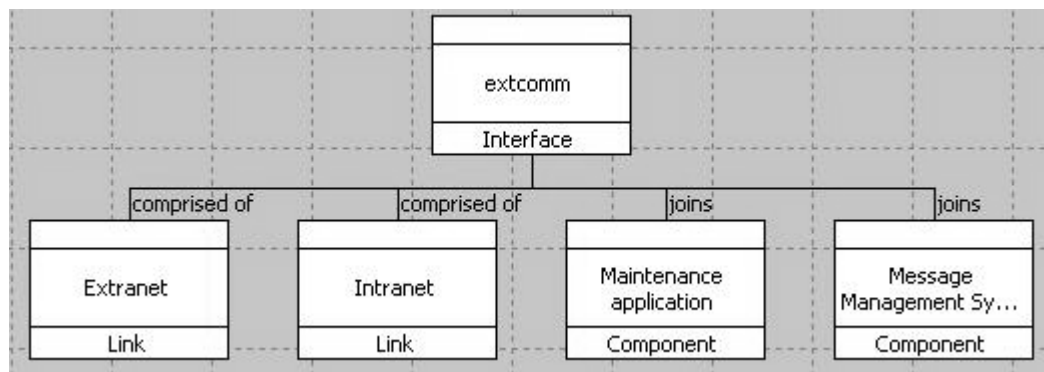 extcomm
Interface
comprised of
comprised of
joins
joins
Extranet
Link
Intranet
Link
Maintenance
application
Component
Message
Management Sy...
Component